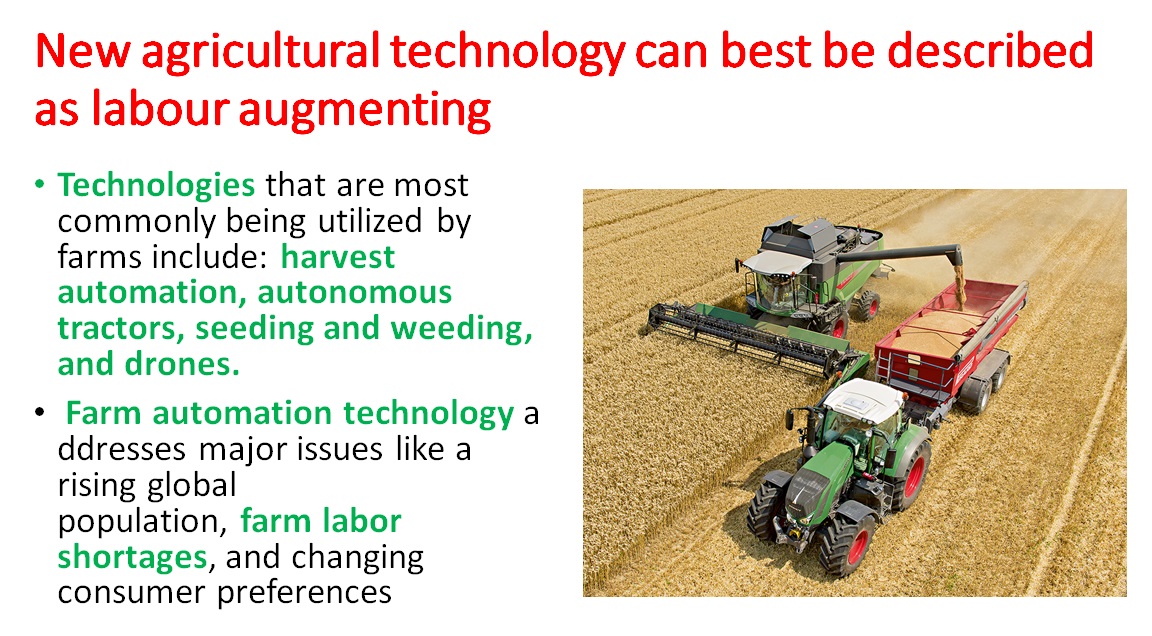 New agricultural technology can best be described
as labour augmenting
• Technologies that are most
commonly being utilized by
farms include: harvest
automation, autonomous
tractors, seeding and weeding,
and drones.
• Farm automation technology a
ddresses major issues like a
rising global
population, farm labor
shortages, and changing
consumer preferences